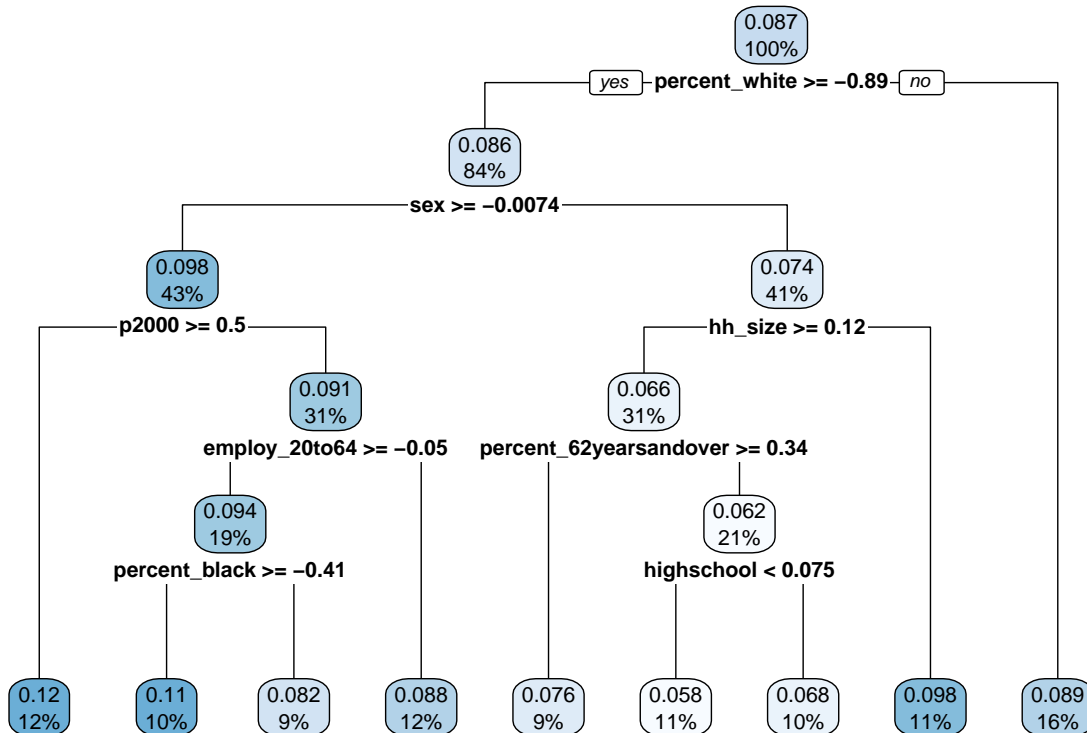 0.087
100%
yes percent_white >= −0.89 no
0.086
84%
sex >= −0.0074
0.098 0.074
43% 41%
p2000 >= 0.5 hh_size >= 0.12
0.091 0.066
31% 31%
employ_20to64 >= −0.05 percent_62yearsandover >= 0.34
0.094 0.062
19% 21%
percent_black >= −0.41 highschool < 0.075
0.12 0.11 0.082 0.088 0.076 0.058 0.068 0.098 0.089
12% 10% 9% 12% 9% 11% 10% 11% 16%